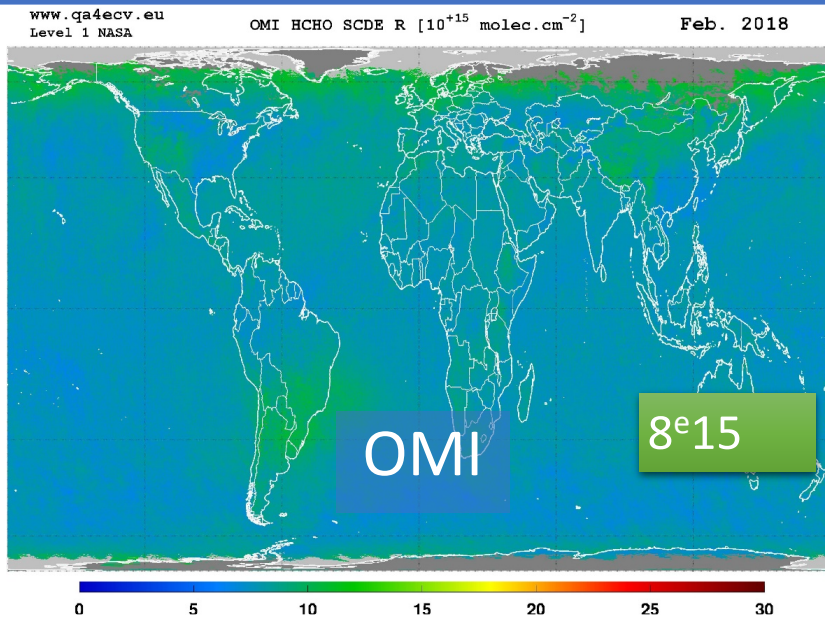 www.qa4ecv.eu
Level 1 NASA
OMI HCHO SCDE R [10⁺¹⁵ molec.cm⁻²]
Feb. 2018
OMI
8ᵉ15
0 5 10 15 20 25 30